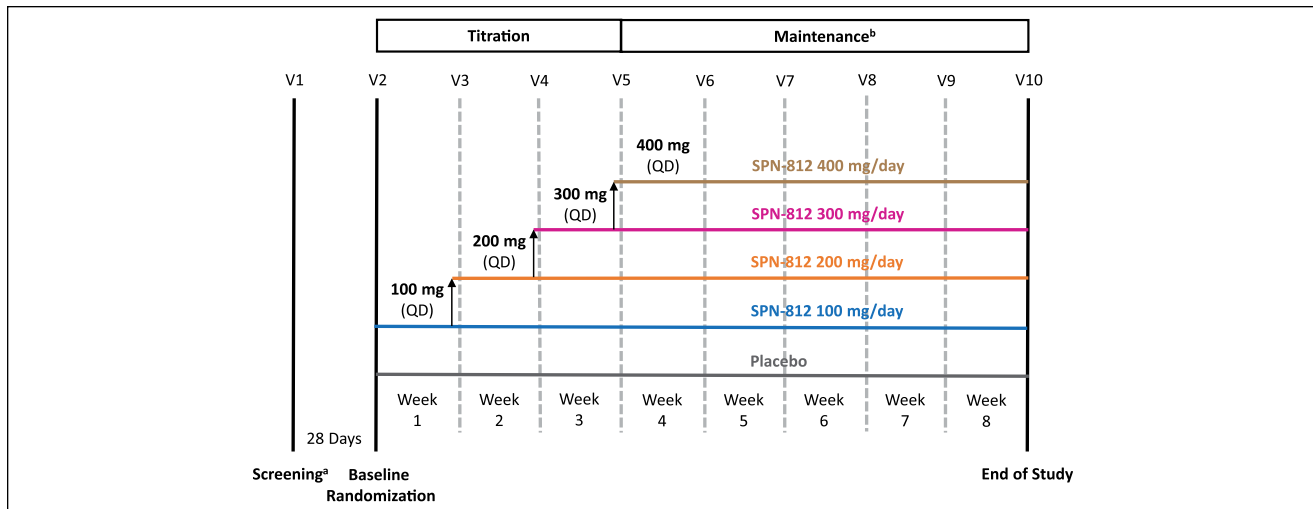 Titration
Maintenanceᵇ
V1 V2 V3 V4 V5 V6 V7 V8 V9 V10
400 mg
(QD)
SPN-812 400 mg/day
300 mg
(QD)
SPN-812 300 mg/day
200 mg
(QD)
SPN-812 200 mg/day
100 mg
(QD)
SPN-812 100 mg/day
Placebo
Week
1
Week
2
Week
3
Week
4
Week
5
Week
6
Week
7
Week
8
28 Days
Screeningᵃ
Baseline
Randomization
End of Study